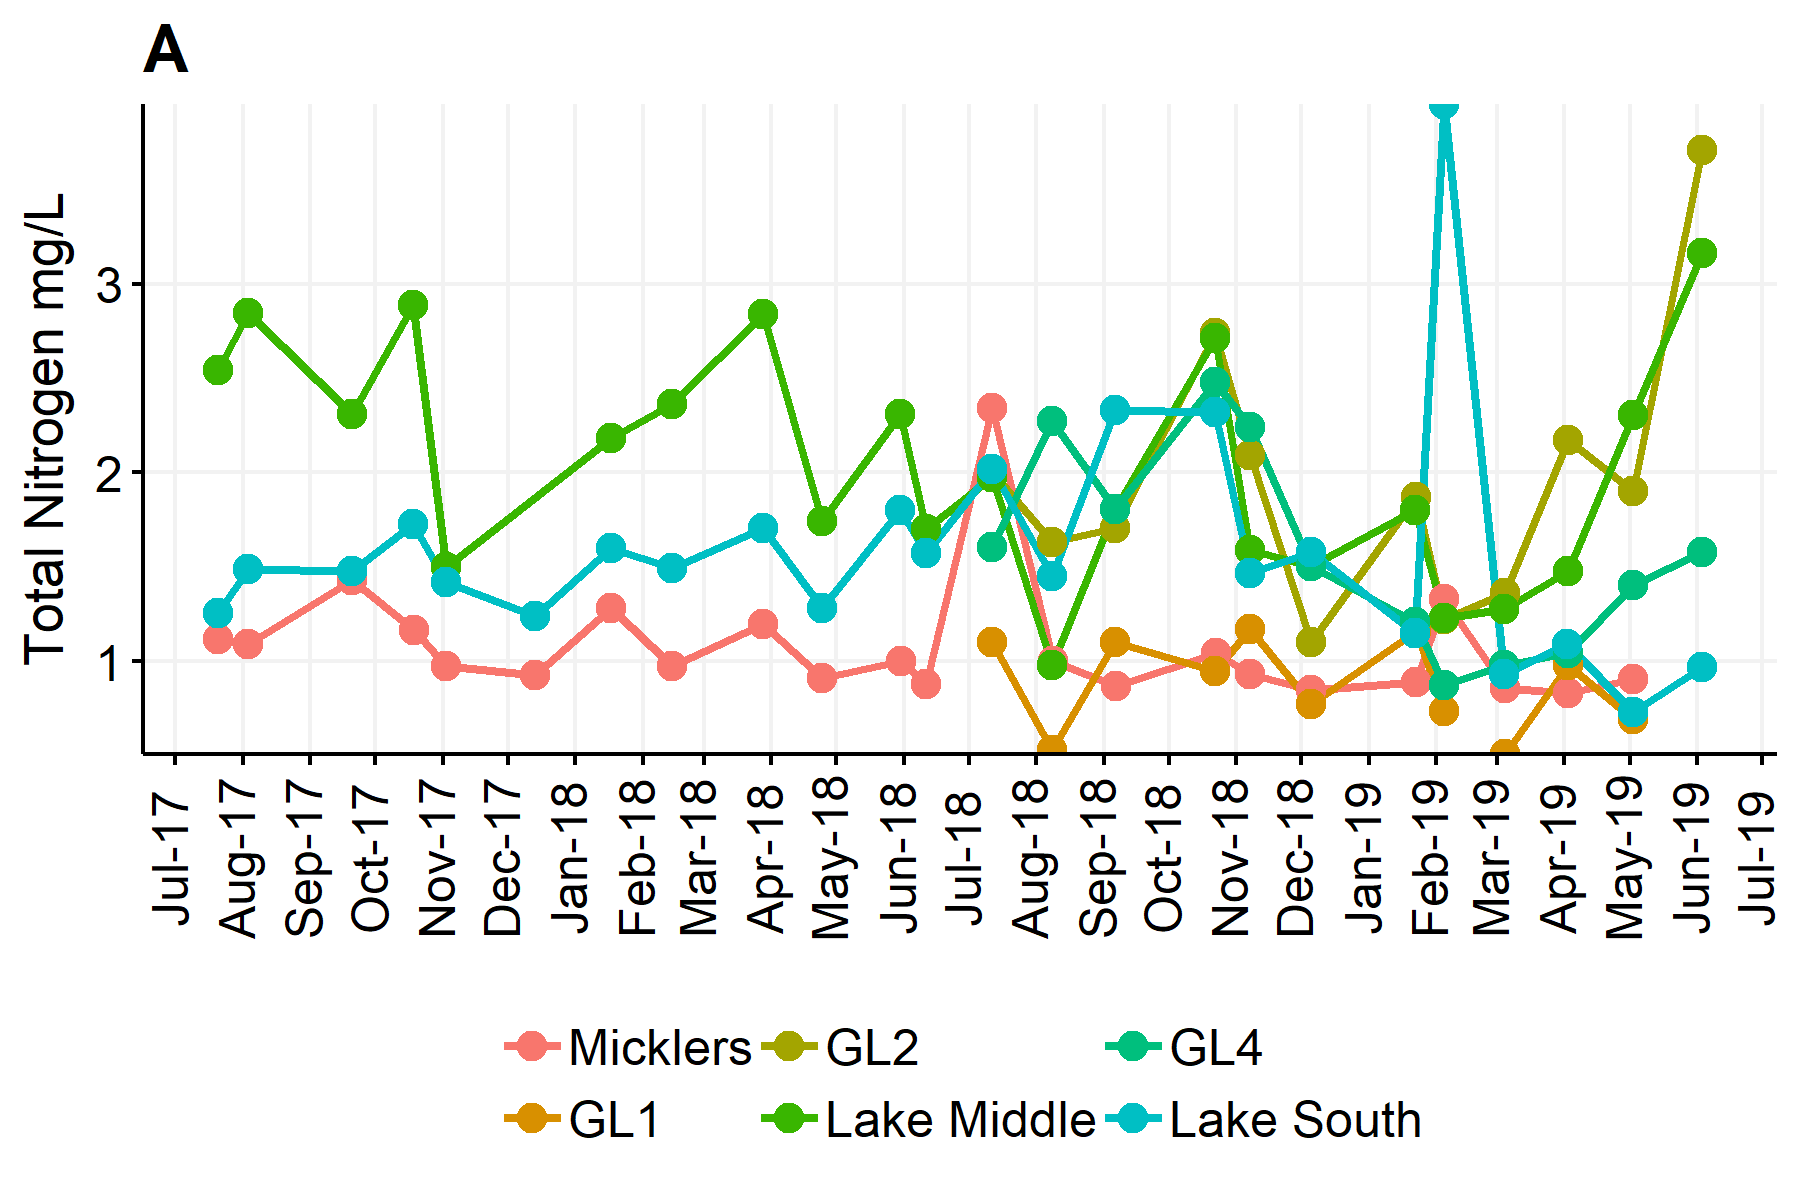 A
Total Nitrogen mg/L
3
2
1
Jul-17 Aug-17 Sep-17 Oct-17 Nov-17 Dec-17 Jan-18 Feb-18 Mar-18 Apr-18 May-18 Jun-18 Jul-18 Aug-18 Sep-18 Oct-18 Nov-18 Dec-18 Jan-19 Feb-19 Mar-19 Apr-19 May-19 Jun-19 Jul-19
Micklers GL2 GL4
GL1 Lake Middle Lake South